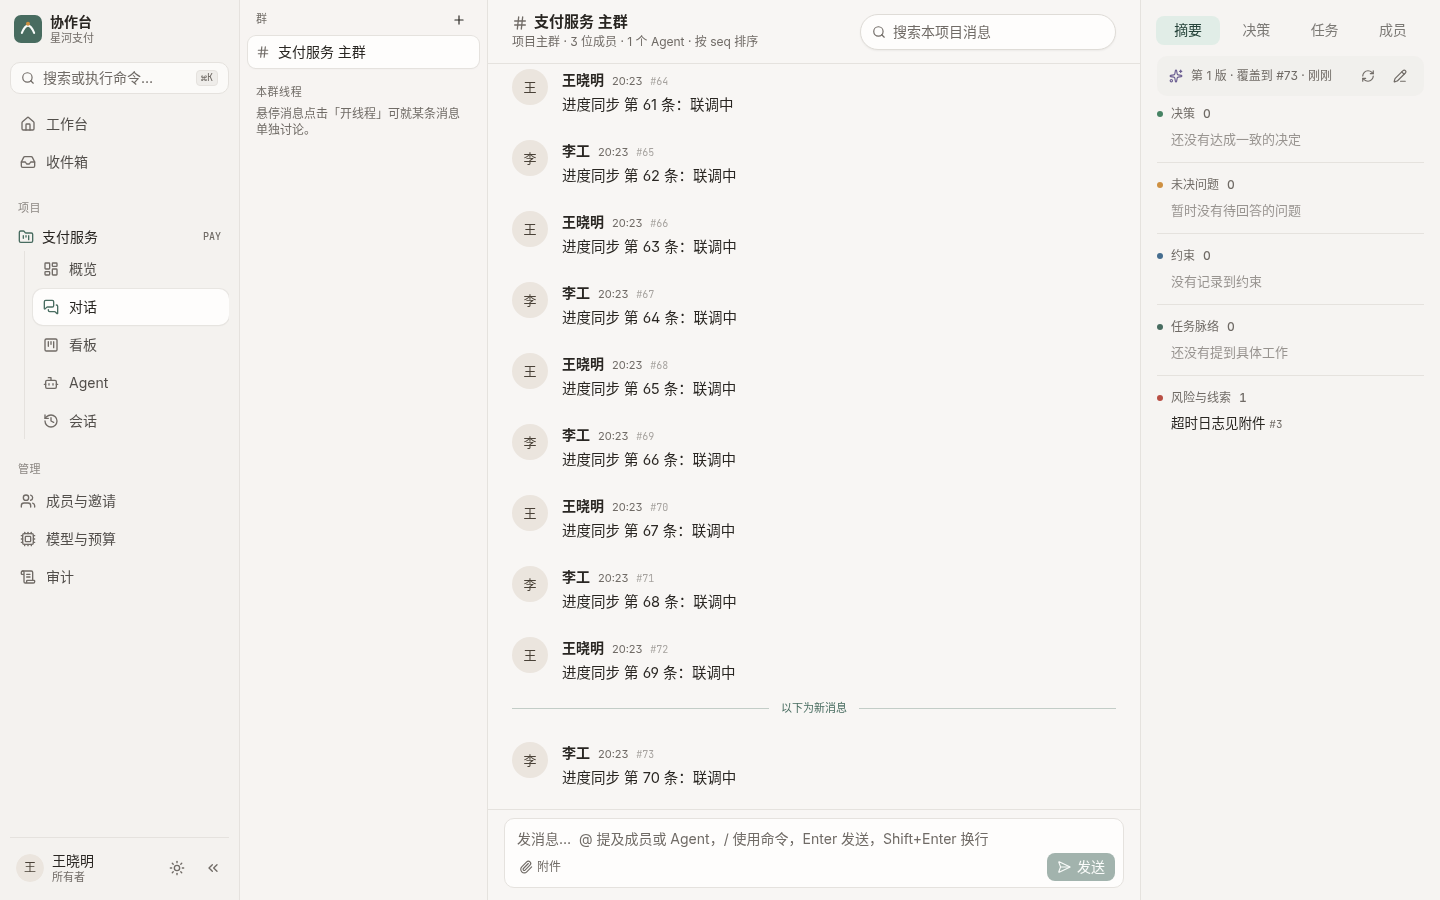 协作台
星河支付
搜索或执行命令... ⌘K
工作台
收件箱
项目
支付服务 PAY
概览
对话
看板
Agent
会话
管理
成员与邀请
模型与预算
审计
王 王晓明
所有者
群
# 支付服务 主群
本群线程
悬停消息点击「开线程」可就某条消息
单独讨论。
# 支付服务 主群
项目主群 · 3 位成员 · 1 个 Agent · 按 seq 排序
搜索本项目消息
王 王晓明 20:23 #64
进度同步 第 61 条：联调中
李 李工 20:23 #65
进度同步 第 62 条：联调中
王 王晓明 20:23 #66
进度同步 第 63 条：联调中
李 李工 20:23 #67
进度同步 第 64 条：联调中
王 王晓明 20:23 #68
进度同步 第 65 条：联调中
李 李工 20:23 #69
进度同步 第 66 条：联调中
王 王晓明 20:23 #70
进度同步 第 67 条：联调中
李 李工 20:23 #71
进度同步 第 68 条：联调中
王 王晓明 20:23 #72
进度同步 第 69 条：联调中
以下为新消息
李 李工 20:23 #73
进度同步 第 70 条：联调中
发消息... @ 提及成员或 Agent，/ 使用命令，Enter 发送，Shift+Enter 换行
附件
发送
摘要 决策 任务 成员
第 1 版 · 覆盖到 #73 · 刚刚
决策 0
还没有达成一致的决定
未决问题 0
暂时没有待回答的问题
约束 0
没有记录到约束
任务脉络 0
还没有提到具体工作
风险与线索 1
超时日志见附件 #3